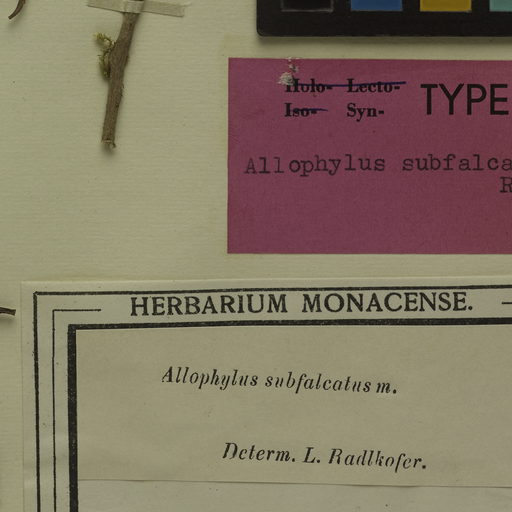 Holo- Lecto-
Iso- Syn- TYPE
Allophylus subfalca
R
HERBARIUM MONACENSE.
Allophylus subfalcatus m.
Determ. L. Radlkofer.